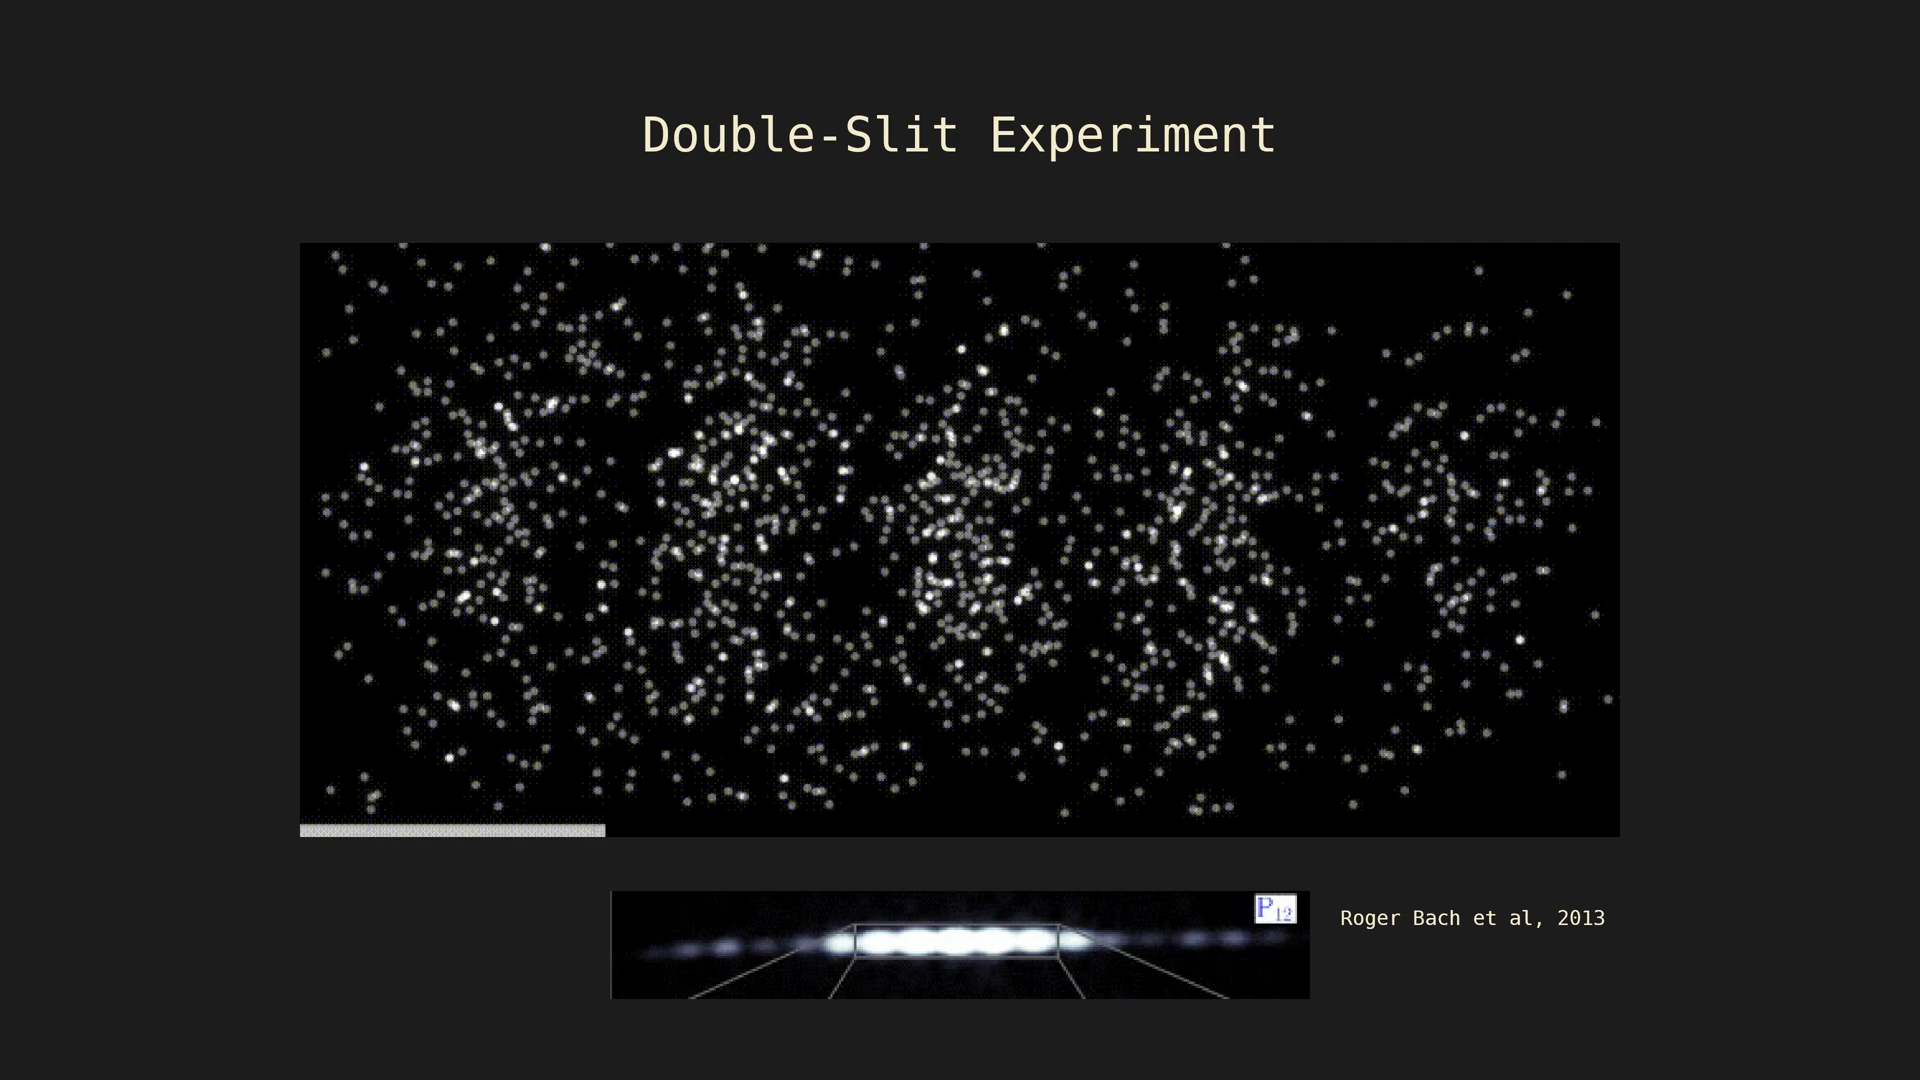 Double-Slit Experiment
P12
Roger Bach et al, 2013